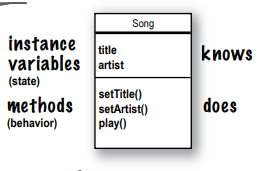 Song
instance
variables
(state)
title
artist
knows
methods
(behavior)
setTitle()
setArtist()
play()
does